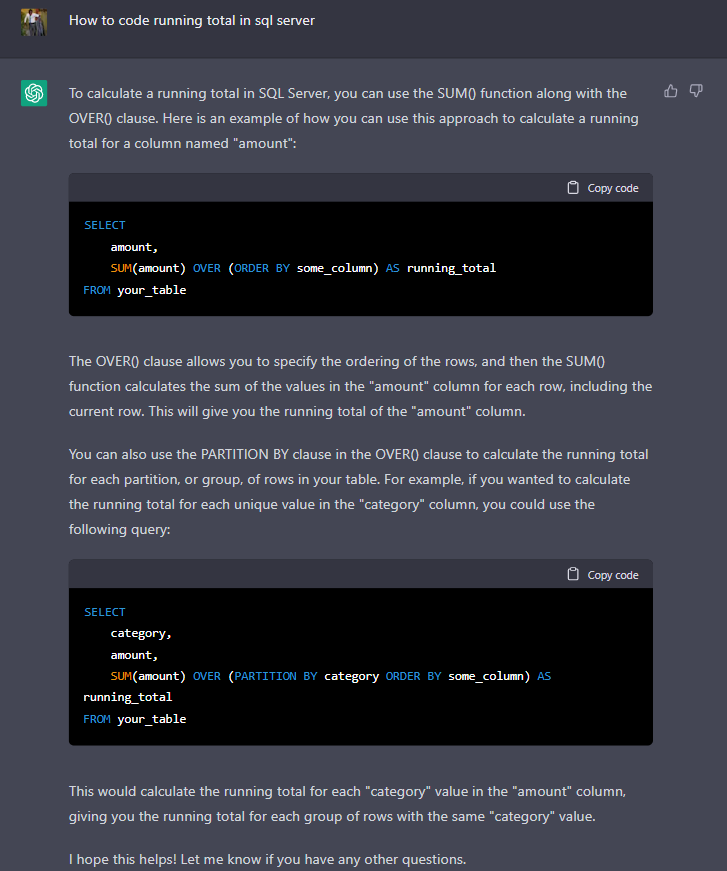 How to code running total in sql server
To calculate a running total in SQL Server, you can use the SUM() function along with the
OVER() clause. Here is an example of how you can use this approach to calculate a running
total for a column named "amount":
Copy code
SELECT
    amount,
    SUM(amount) OVER (ORDER BY some_column) AS running_total
FROM your_table
The OVER() clause allows you to specify the ordering of the rows, and then the SUM()
function calculates the sum of the values in the "amount" column for each row, including the
current row. This will give you the running total of the "amount" column.
You can also use the PARTITION BY clause in the OVER() clause to calculate the running total
for each partition, or group, of rows in your table. For example, if you wanted to calculate
the running total for each unique value in the "category" column, you could use the
following query:
Copy code
SELECT
    category,
    amount,
    SUM(amount) OVER (PARTITION BY category ORDER BY some_column) AS
running_total
FROM your_table
This would calculate the running total for each "category" value in the "amount" column,
giving you the running total for each group of rows with the same "category" value.
I hope this helps! Let me know if you have any other questions.